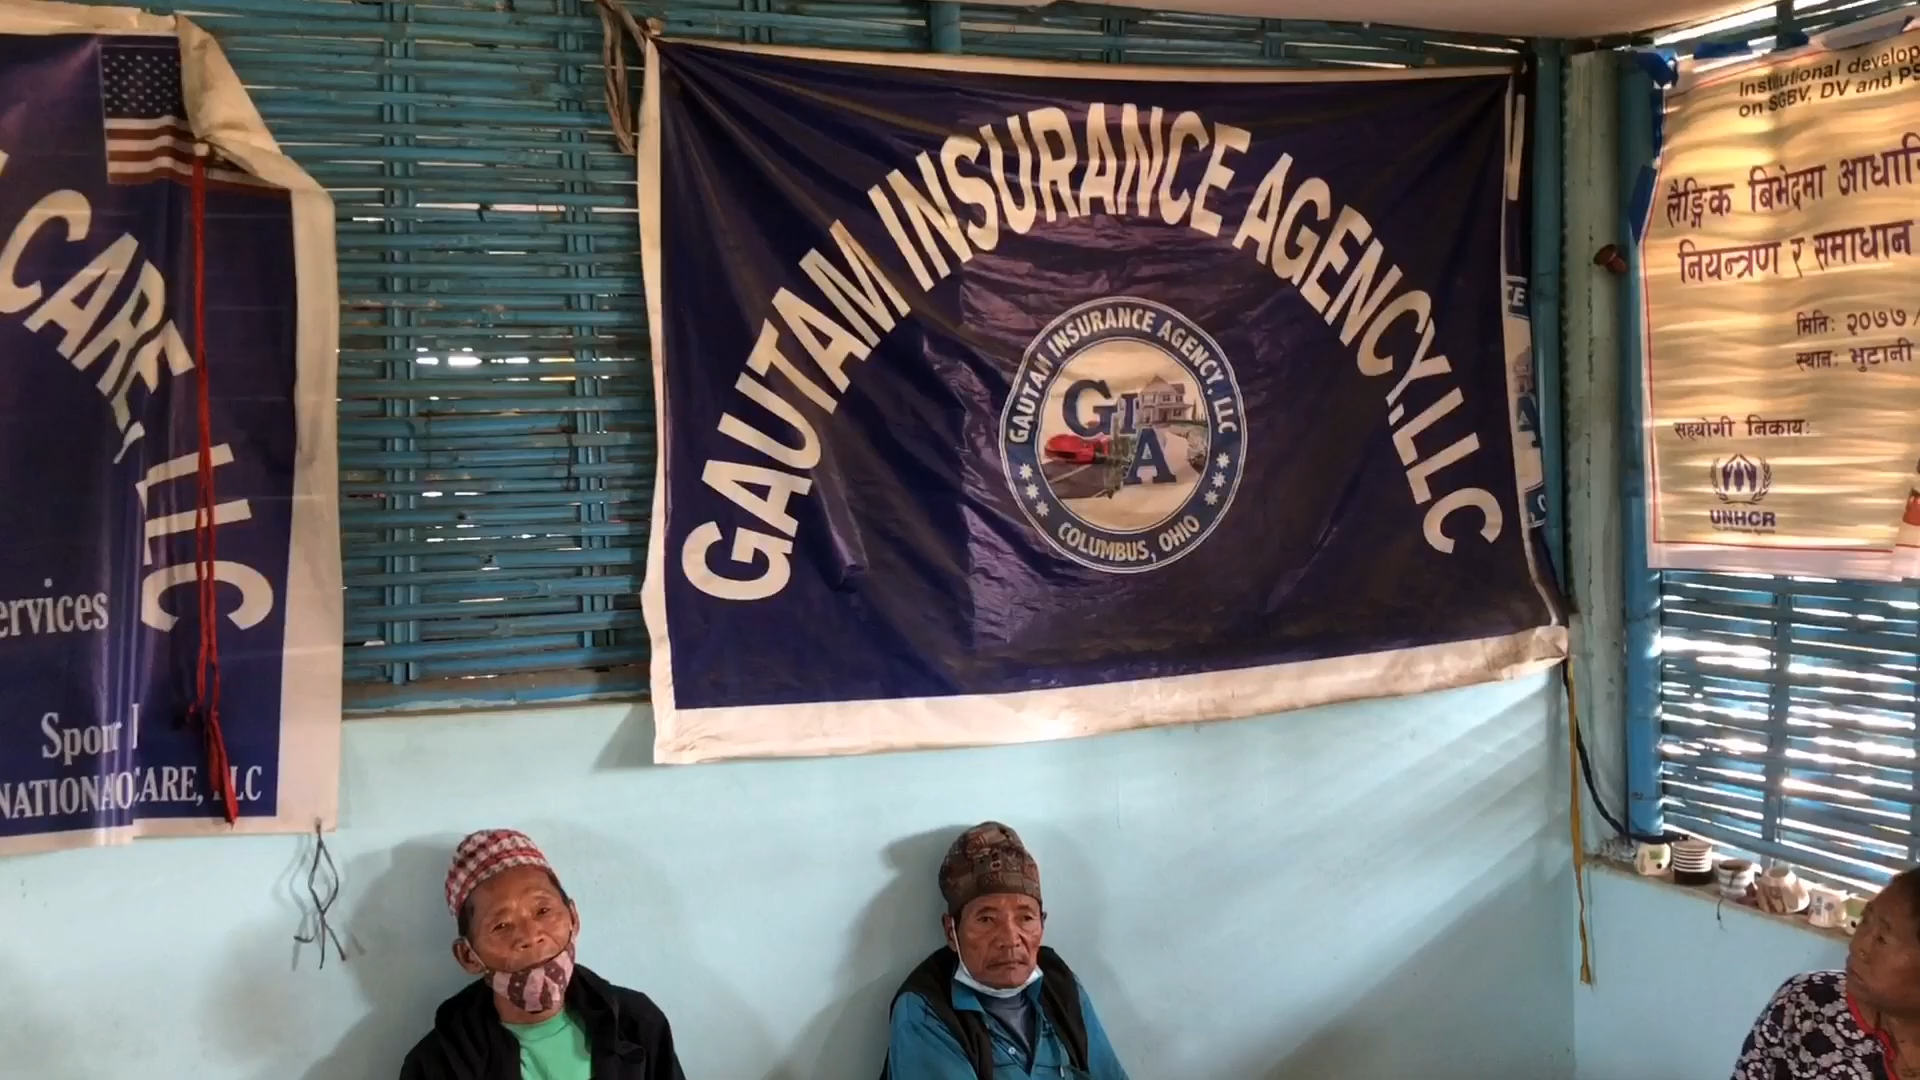 CARE, LLC
ervices
NATIONAL CARE, LLC
GAUTAM INSURANCE AGENCY, LLC
GAUTAM INSURANCE AGENCY, LLC
GIA
COLUMBUS, OHIO
CE
Institutional develop
on SGBV, DV and PS
लैङ्गिक बिभेदमा आधारि
नियन्त्रण र समाधान
मिति: २०७७/
स्थान: भुटानी
सहयोगी निकाय:
UNHCR